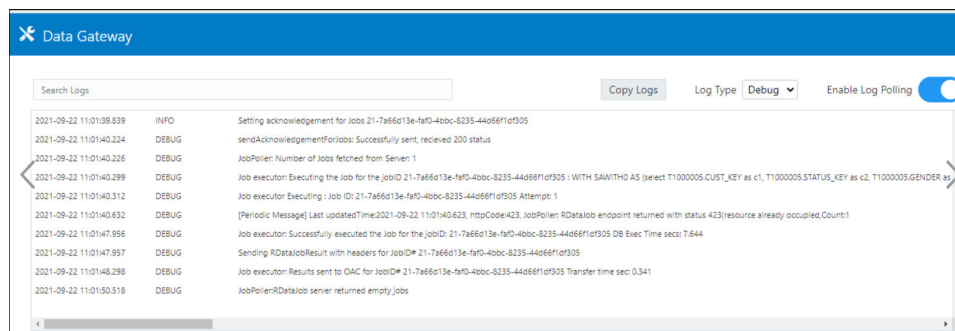 Data Gateway
Search Logs
Copy Logs
Log Type Debug
Enable Log Polling
2021-09-22 11:01:39.839 INFO Setting acknowledgement for Jobs 21-7a66d13e-faf0-4bbc-8235-44d66f1df305
2021-09-22 11:01:40.224 DEBUG sendAcknowledgementForJobs: Successfully sent, recieved 200 status
2021-09-22 11:01:40.226 DEBUG JobPoller: Number of Jobs fetched from Server: 1
2021-09-22 11:01:40.299 DEBUG Job executor: Executing the Job for the jobID 21-7a66d13e-faf0-4bbc-8235-44d66f1df305 : WITH SAWITH0 AS (select T1000005.CUST_KEY as c1, T1000005.STATUS_KEY as c2, T1000005.GENDER as
2021-09-22 11:01:40.312 DEBUG Job executor Executing : Job ID: 21-7a66d13e-faf0-4bbc-8235-44d66f1df305 Attempt: 1
2021-09-22 11:01:40.632 DEBUG [Periodic Message] Last updatedTime:2021-09-22 11:01:40.623, httpCode:423, JobPoller: RDataJob endpoint returned with status 423(resource already occupied,Count:1
2021-09-22 11:01:47.956 DEBUG Job executor: Successfully executed the Job for the jobID: 21-7a66d13e-faf0-4bbc-8235-44d66f1df305 DB Exec Time secs: 7.644
2021-09-22 11:01:47.957 DEBUG Sending RDataJobResult with headers for JobID# 21-7a66d13e-faf0-4bbc-8235-44d66f1df305
2021-09-22 11:01:48.298 DEBUG Job executor: Results sent to OAC for JobID# 21-7a66d13e-faf0-4bbc-8235-44d66f1df305 Transfer time sec: 0.341
2021-09-22 11:01:50.518 DEBUG JobPoller:RDataJob server returned empty jobs